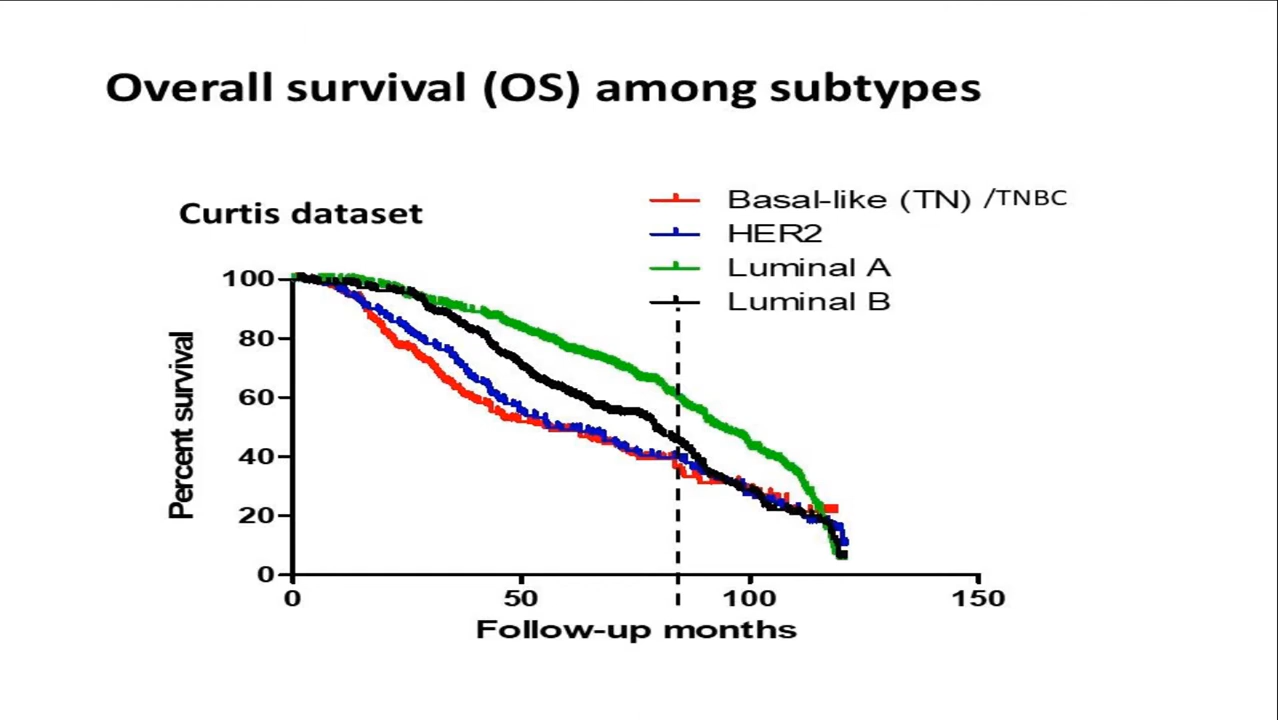 Overall survival (OS) among subtypes
Curtis dataset
Basal-like (TN) /TNBC
HER2
Luminal A
Luminal B
Percent survival
100
80
60
40
20
0
0 50 100 150
Follow-up months